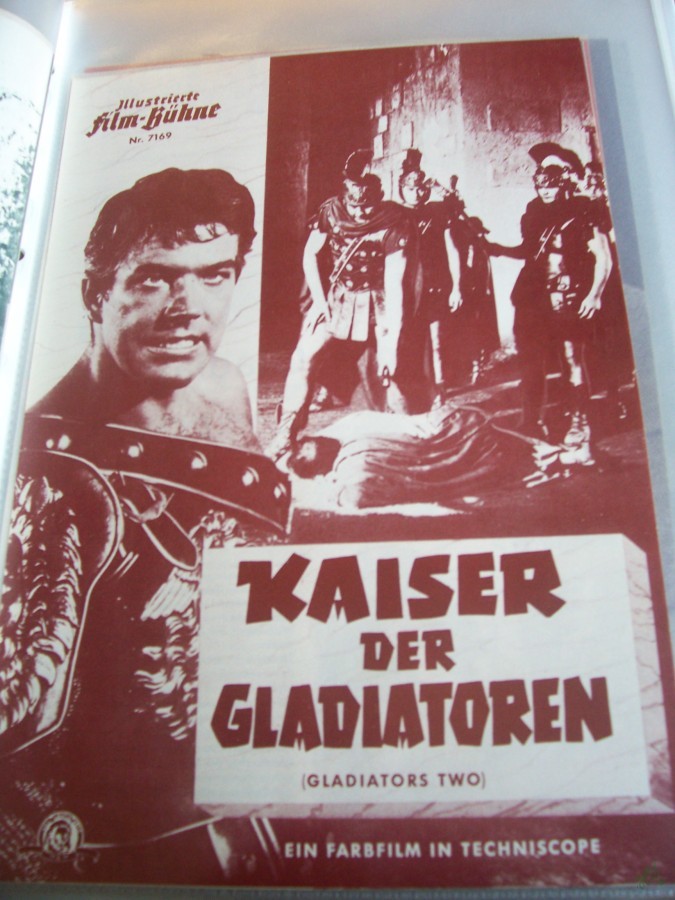 Illustrierte
Film-Bühne
Nr. 7169
KAISER
DER
GLADIATOREN
(GLADIATORS TWO)
EIN FARBFILM IN TECHNISCOPE